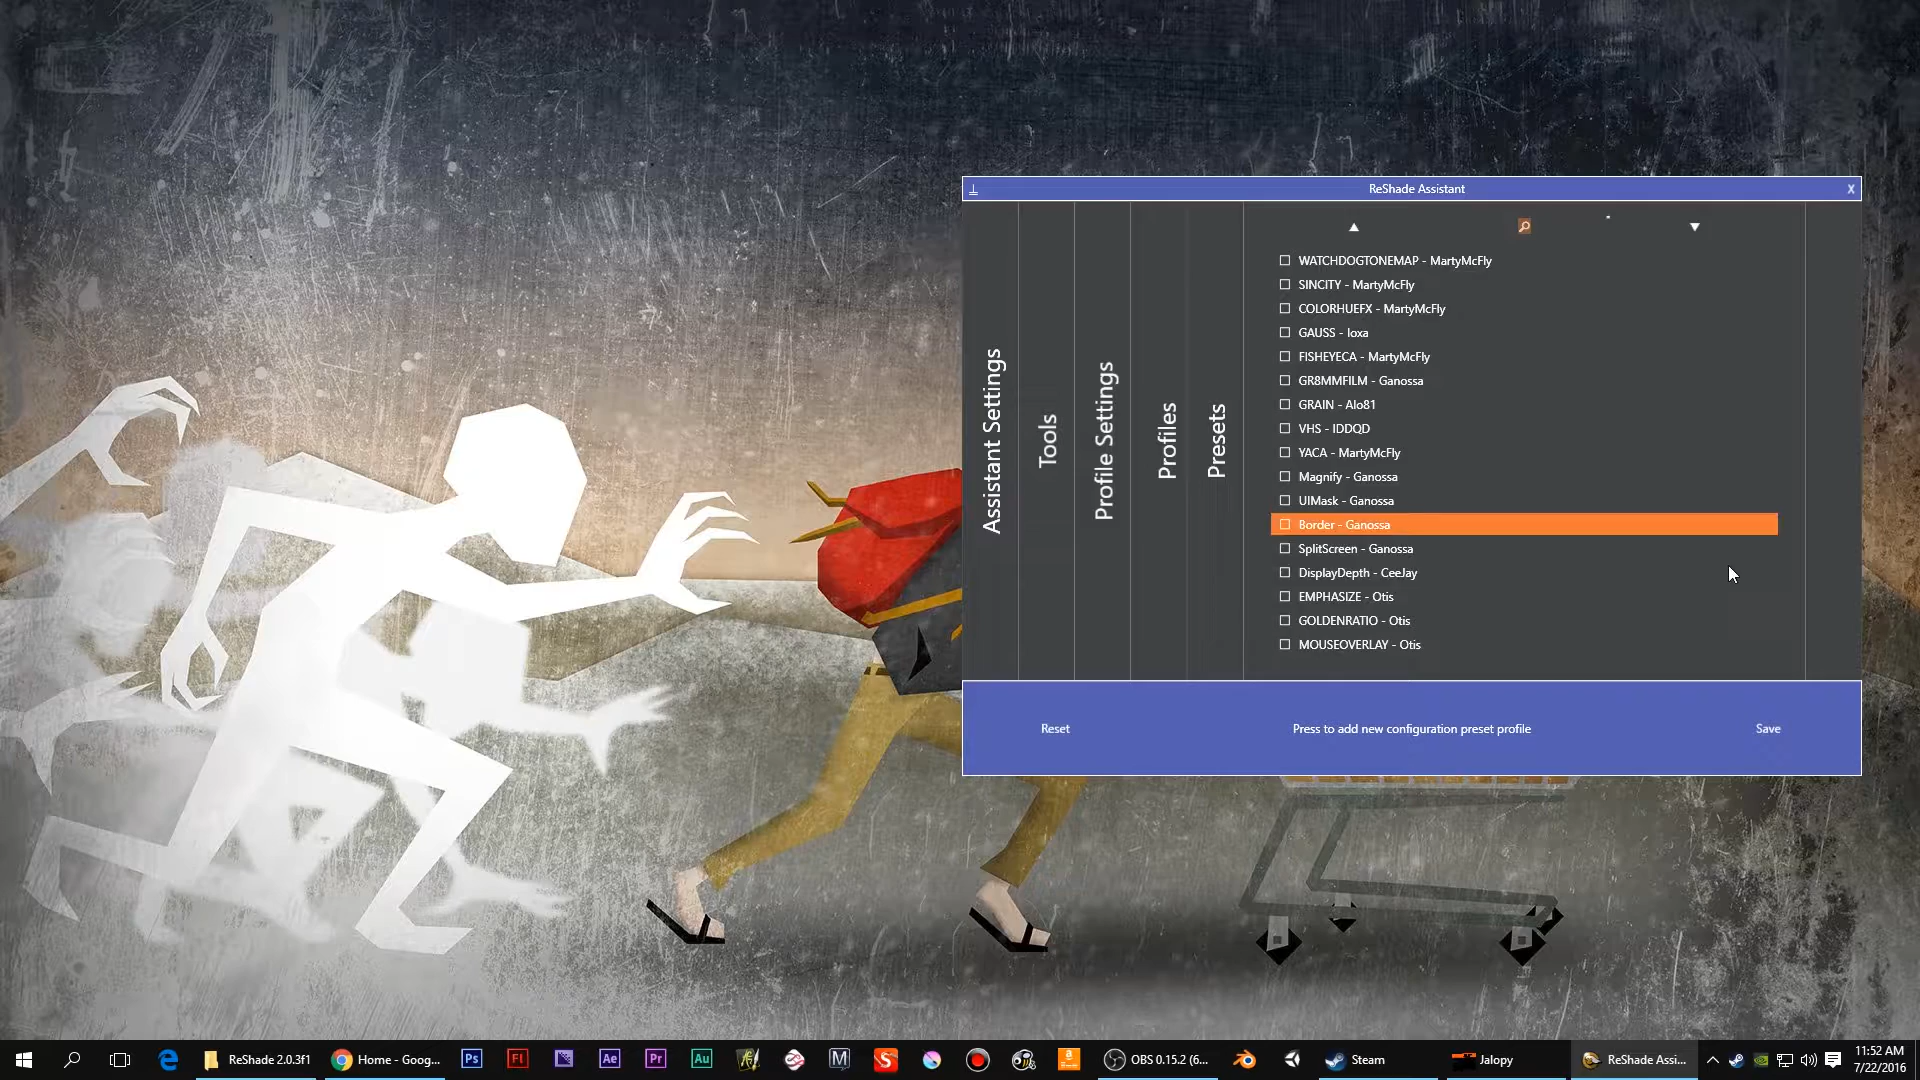 ReShade Assistant
X
Assistant Settings
Tools
Profile Settings
Profiles
Presets
WATCHDOGTONEMAP - MartyMcFly
SINCITY - MartyMcFly
COLORHUEFX - MartyMcFly
GAUSS - Ioxa
FISHEYECA - MartyMcFly
GR8MMFILM - Ganossa
GRAIN - Alo81
VHS - IDDQD
YACA - MartyMcFly
Magnify - Ganossa
UIMask - Ganossa
Border - Ganossa
SplitScreen - Ganossa
DisplayDepth - CeeJay
EMPHASIZE - Otis
GOLDENRATIO - Otis
MOUSEOVERLAY - Otis
Reset
Press to add new configuration preset profile
Save
ReShade 2.0.3f1
Home - Goog...
Ps
Fl
Ae
Pr
Au
OBS 0.15.2 (6...
Steam
Jalopy
ReShade Assi...
11:52 AM
7/22/2016